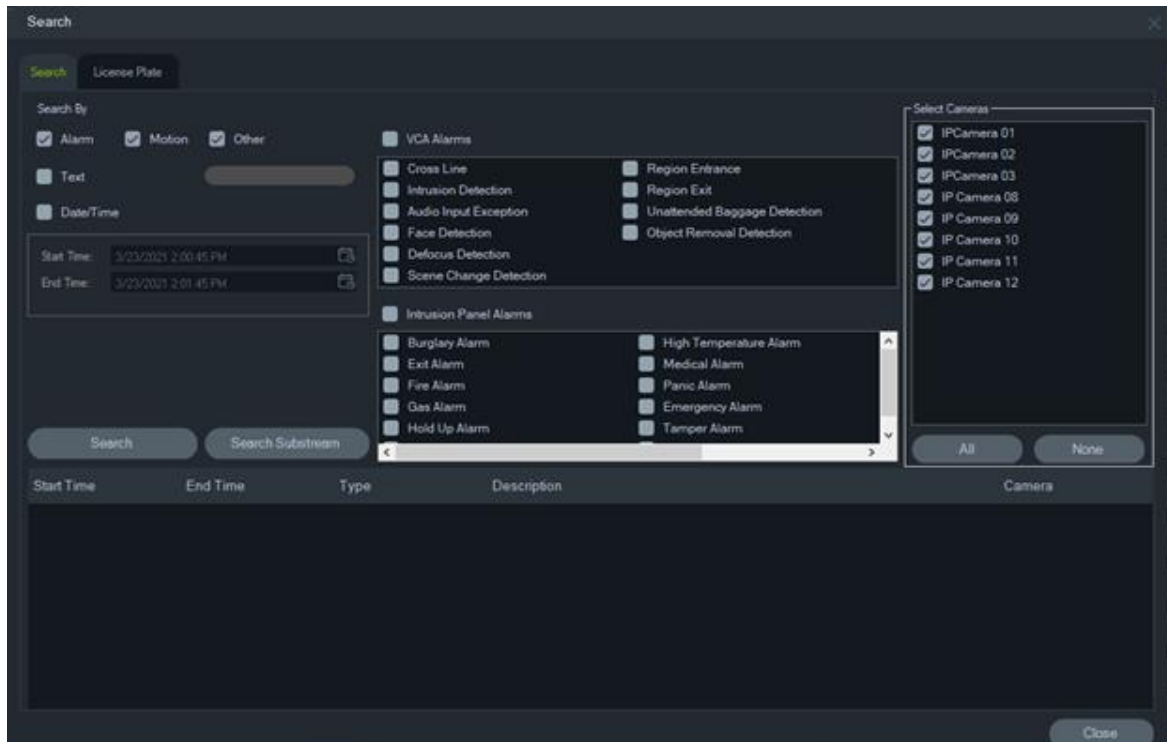 Search
Search License Plate
Search By
Alarm Motion Other
Text
Date/Time
Start Time: 3/23/2021 2:00:45 PM
End Time: 3/23/2021 2:01:45 PM
Search Search Substream
VCA Alarms
Cross Line Region Entrance
Intrusion Detection Region Exit
Audio Input Exception Unattended Baggage Detection
Face Detection Object Removal Detection
Defocus Detection
Scene Change Detection
Intrusion Panel Alarms
Burglary Alarm High Temperature Alarm
Exit Alarm Medical Alarm
Fire Alarm Panic Alarm
Gas Alarm Emergency Alarm
Hold Up Alarm Tamper Alarm
Select Cameras
IPCamera 01
IPCamera 02
IPCamera 03
IP Camera 08
IP Camera 09
IP Camera 10
IP Camera 11
IP Camera 12
All None
Start Time End Time Type Description Camera
Close